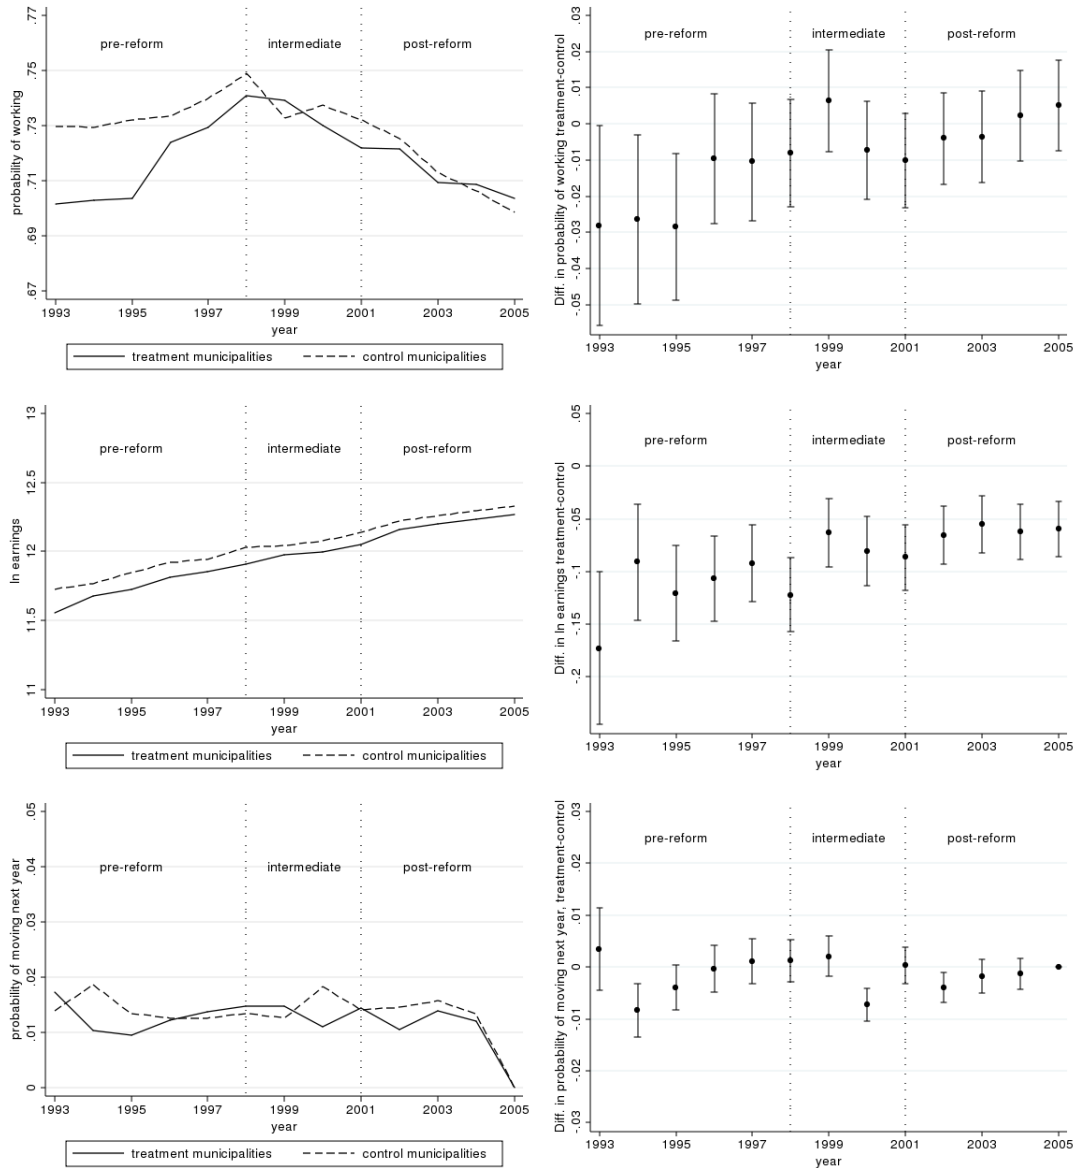 pre-reform intermediate post-reform
probability of working
.77
.75
.73
.71
.69
.67
1993 1995 1997 1999 2001 2003 2005
year
treatment municipalities control municipalities
pre-reform intermediate post-reform
Diff. in probability of working treatment-control
.03
.02
.01
0
-.01
-.02
-.03
-.04
-.05
1993 1995 1997 1999 2001 2003 2005
year
pre-reform intermediate post-reform
ln earnings
13
12.5
12
11.5
11
1993 1995 1997 1999 2001 2003 2005
year
treatment municipalities control municipalities
pre-reform intermediate post-reform
Diff. in ln earnings treatment-control
.05
0
-.05
-.1
-.15
-.2
1993 1995 1997 1999 2001 2003 2005
year
pre-reform intermediate post-reform
probability of moving next year
.05
.04
.03
.02
.01
0
1993 1995 1997 1999 2001 2003 2005
year
treatment municipalities control municipalities
pre-reform intermediate post-reform
Diff. in probability of moving next year, treatment-control
.03
.02
.01
0
-.01
-.02
-.03
1993 1995 1997 1999 2001 2003 2005
year